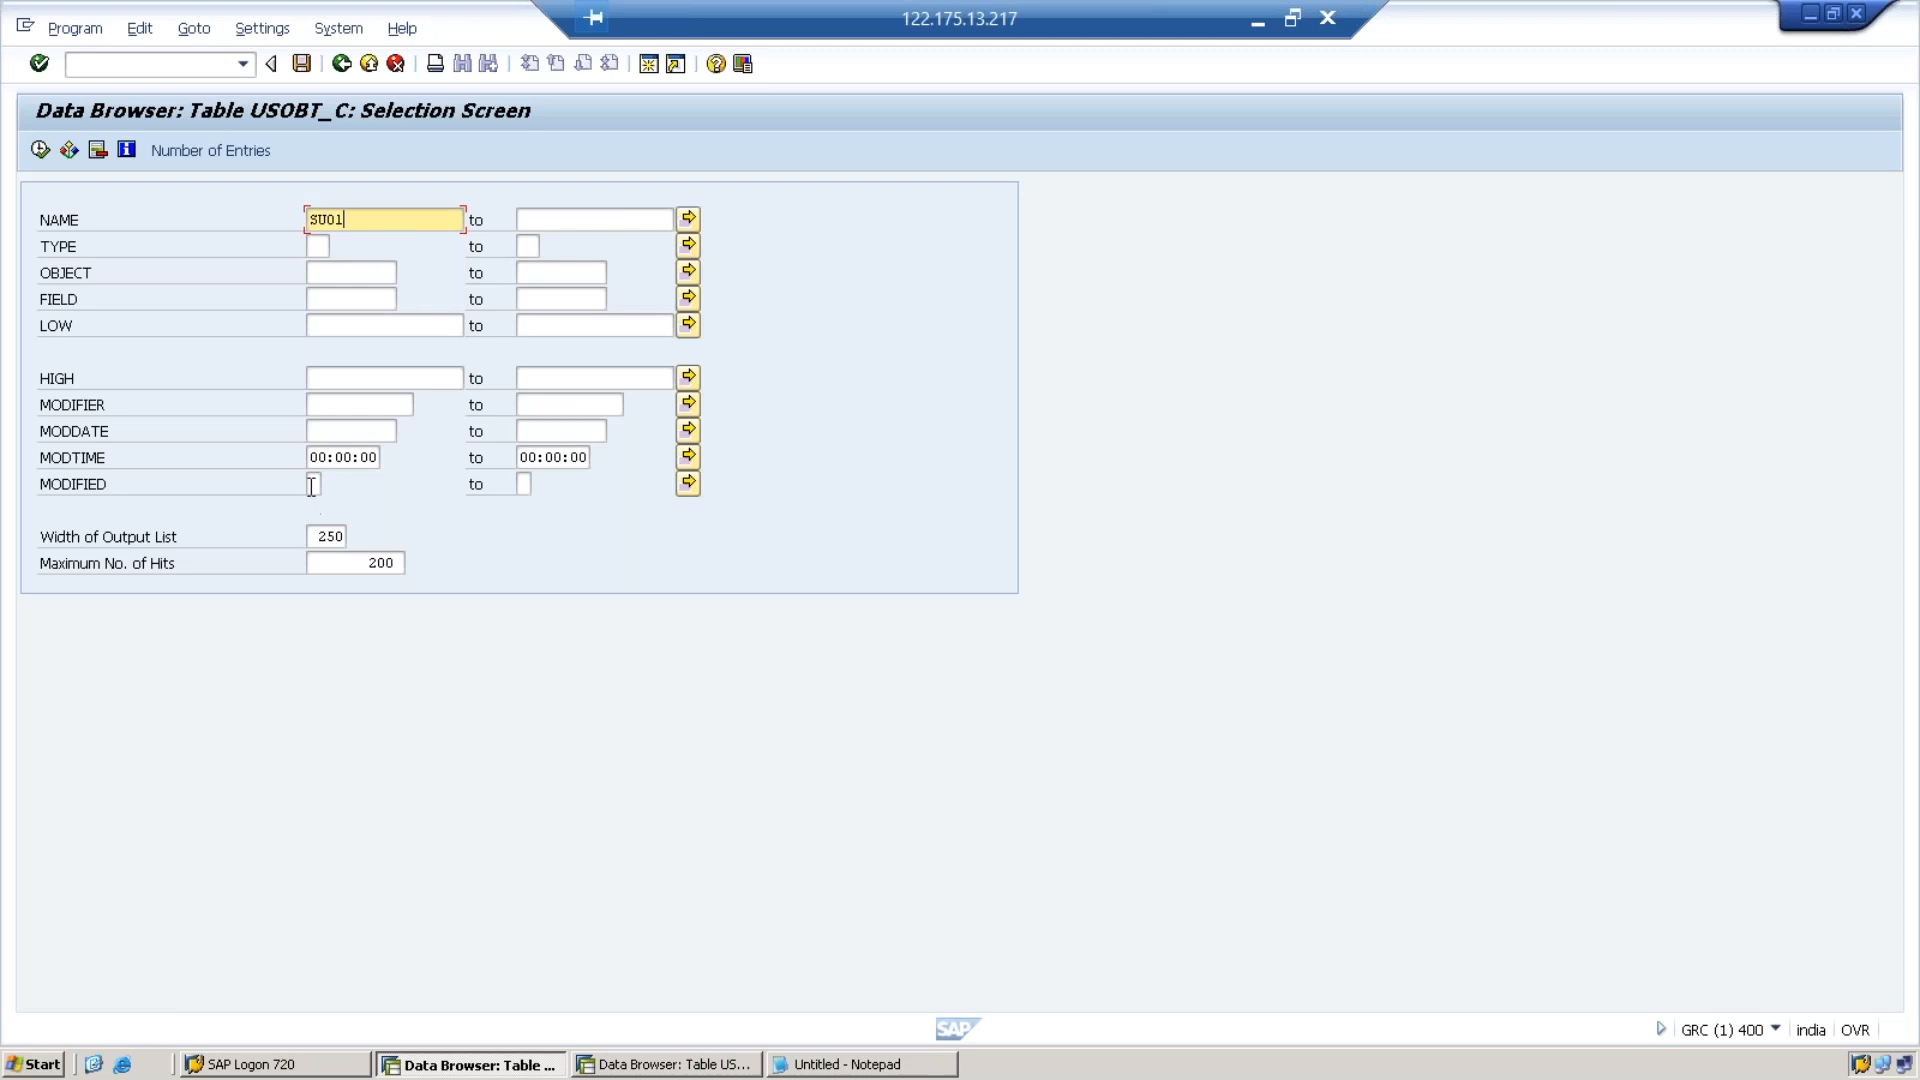 122.175.13.217
Program Edit Goto Settings System Help
Data Browser: Table USOBT_C: Selection Screen
Number of Entries
NAME SU01 to
TYPE to
OBJECT to
FIELD to
LOW to
HIGH to
MODIFIER to
MODDATE to
MODTIME 00:00:00 to 00:00:00
MODIFIED to
Width of Output List 250
Maximum No. of Hits 200
SAP GRC (1) 400 india OVR
Start SAP Logon 720 Data Browser: Table ... Data Browser: Table US... Untitled - Notepad